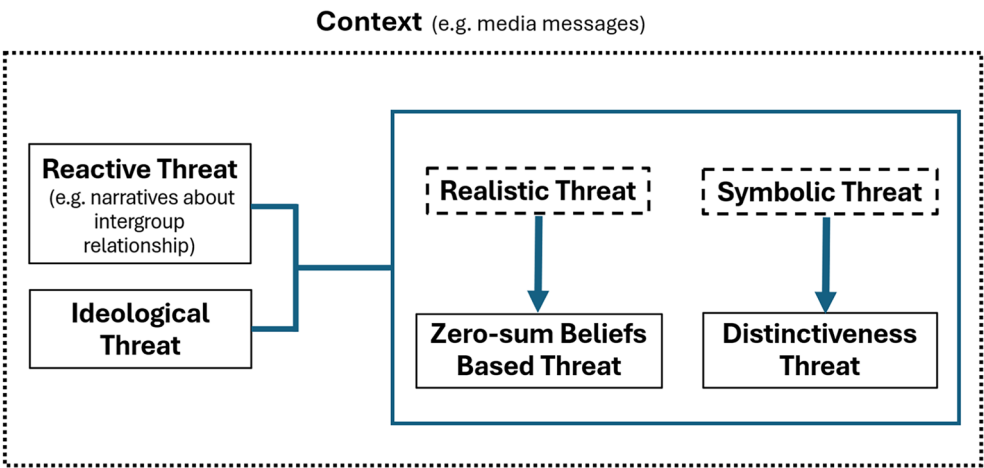 Context (e.g. media messages)
Reactive Threat
(e.g. narratives about
intergroup
relationship)
Ideological
Threat
Realistic Threat
Symbolic Threat
Zero-sum Beliefs
Based Threat
Distinctiveness
Threat